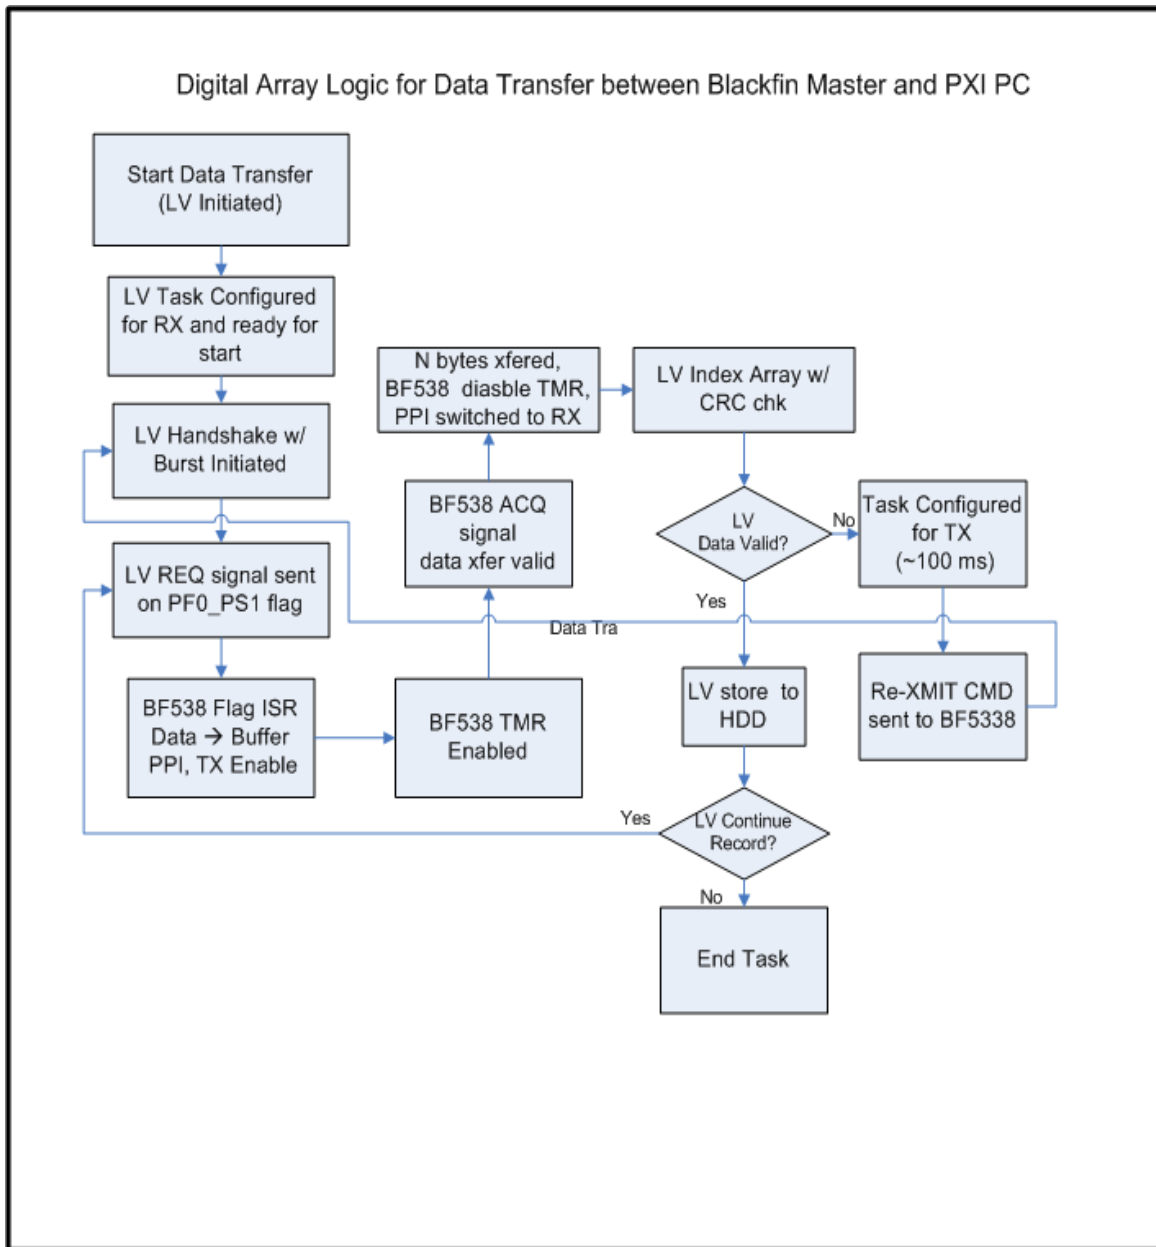 Digital Array Logic for Data Transfer between Blackfin Master and PXI PC
Start Data Transfer
(LV Initiated)
LV Task Configured
for RX and ready for
start
LV Handshake w/
Burst Initiated
LV REQ signal sent
on PF0_PS1 flag
BF538 Flag ISR
Data → Buffer
PPI, TX Enable
BF538 TMR
Enabled
BF538 ACQ
signal
data xfer valid
N bytes xfered,
BF538 diasble TMR,
PPI switched to RX
LV Index Array w/
CRC chk
LV
Data Valid?
No
Task Configured
for TX
(~100 ms)
Re-XMIT CMD
sent to BF5338
Data Tra
Yes
LV store to
HDD
LV Continue
Record?
Yes
No
End Task